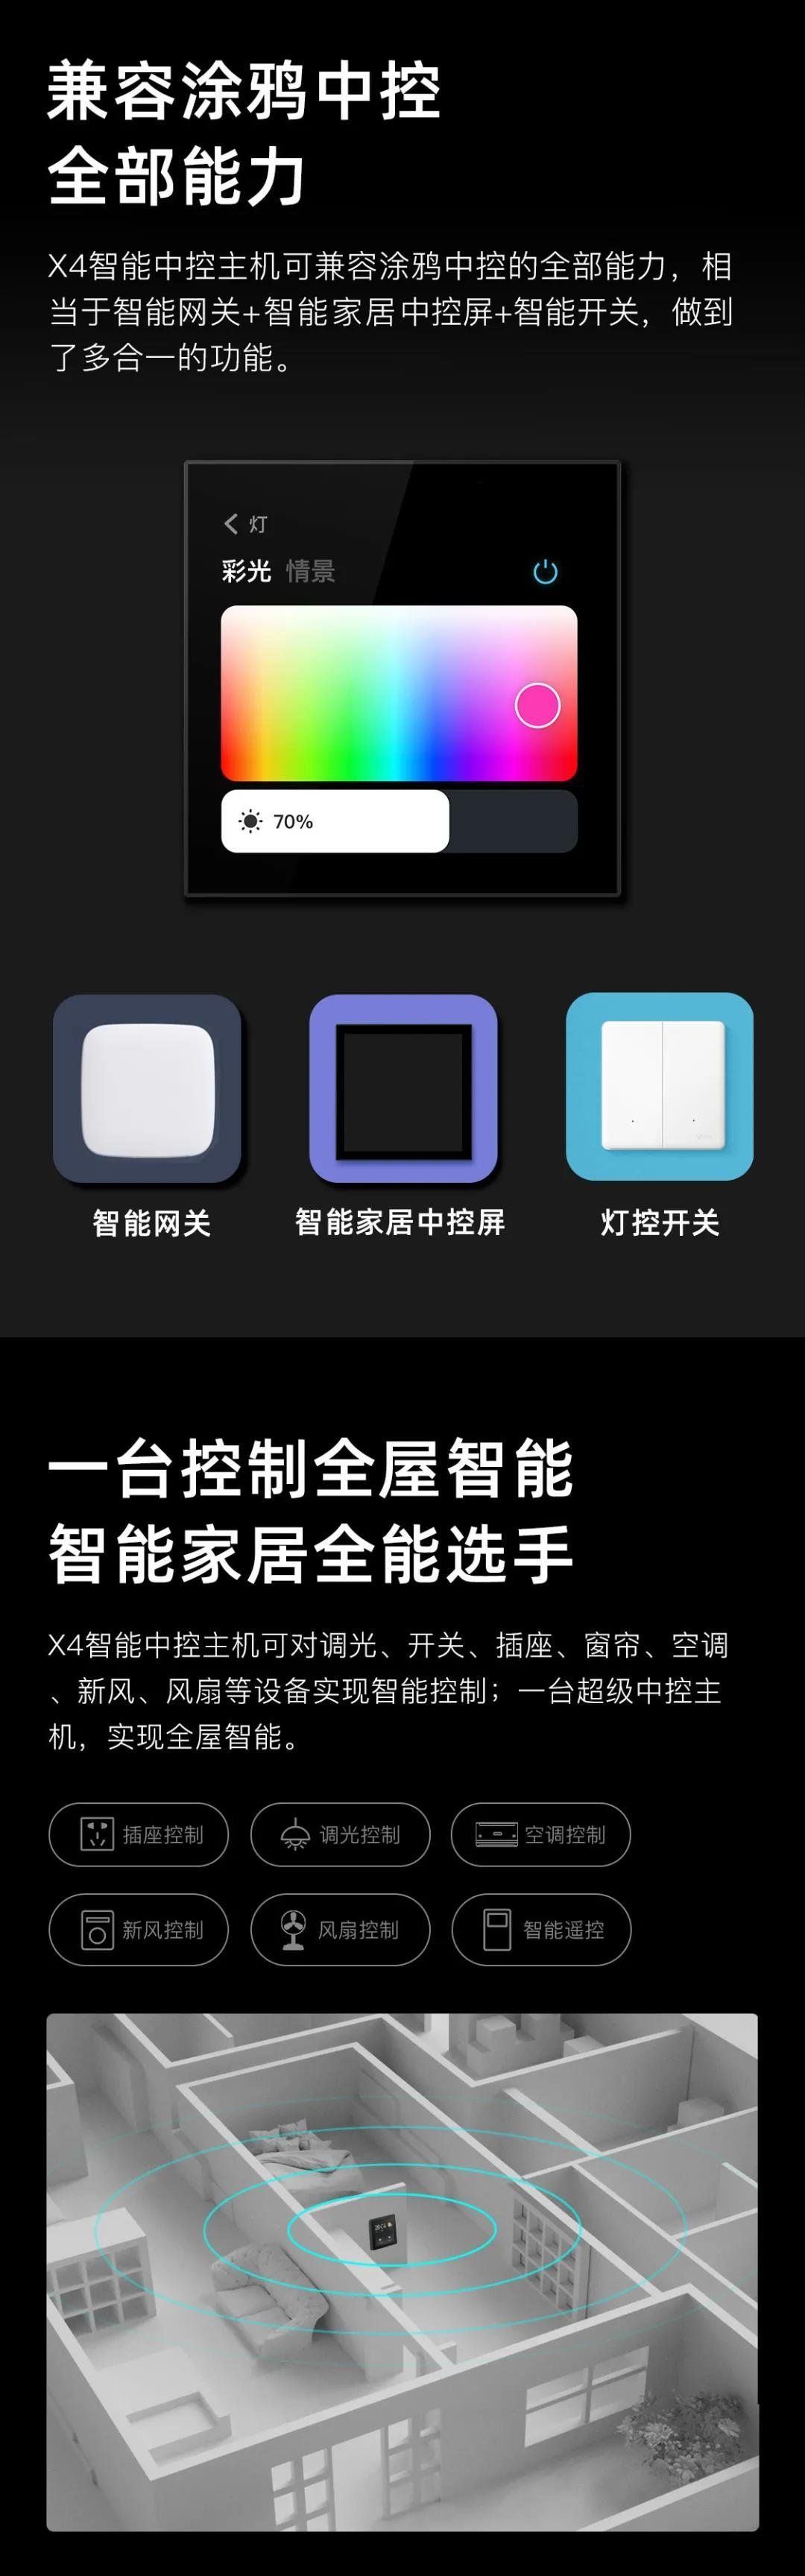 兼容涂鸦中控
全部能力
X4智能中控主机可兼容涂鸦中控的全部能力，相
当于智能网关+智能家居中控屏+智能开关，做到
了多合一的功能。
灯
彩光 情景
70%
智能网关 智能家居中控屏 灯控开关
一台控制全屋智能
智能家居全能选手
X4智能中控主机可对调光、开关、插座、窗帘、空调
、新风、风扇等设备实现智能控制；一台超级中控主
机，实现全屋智能。
插座控制 调光控制 空调控制
新风控制 风扇控制 智能遥控